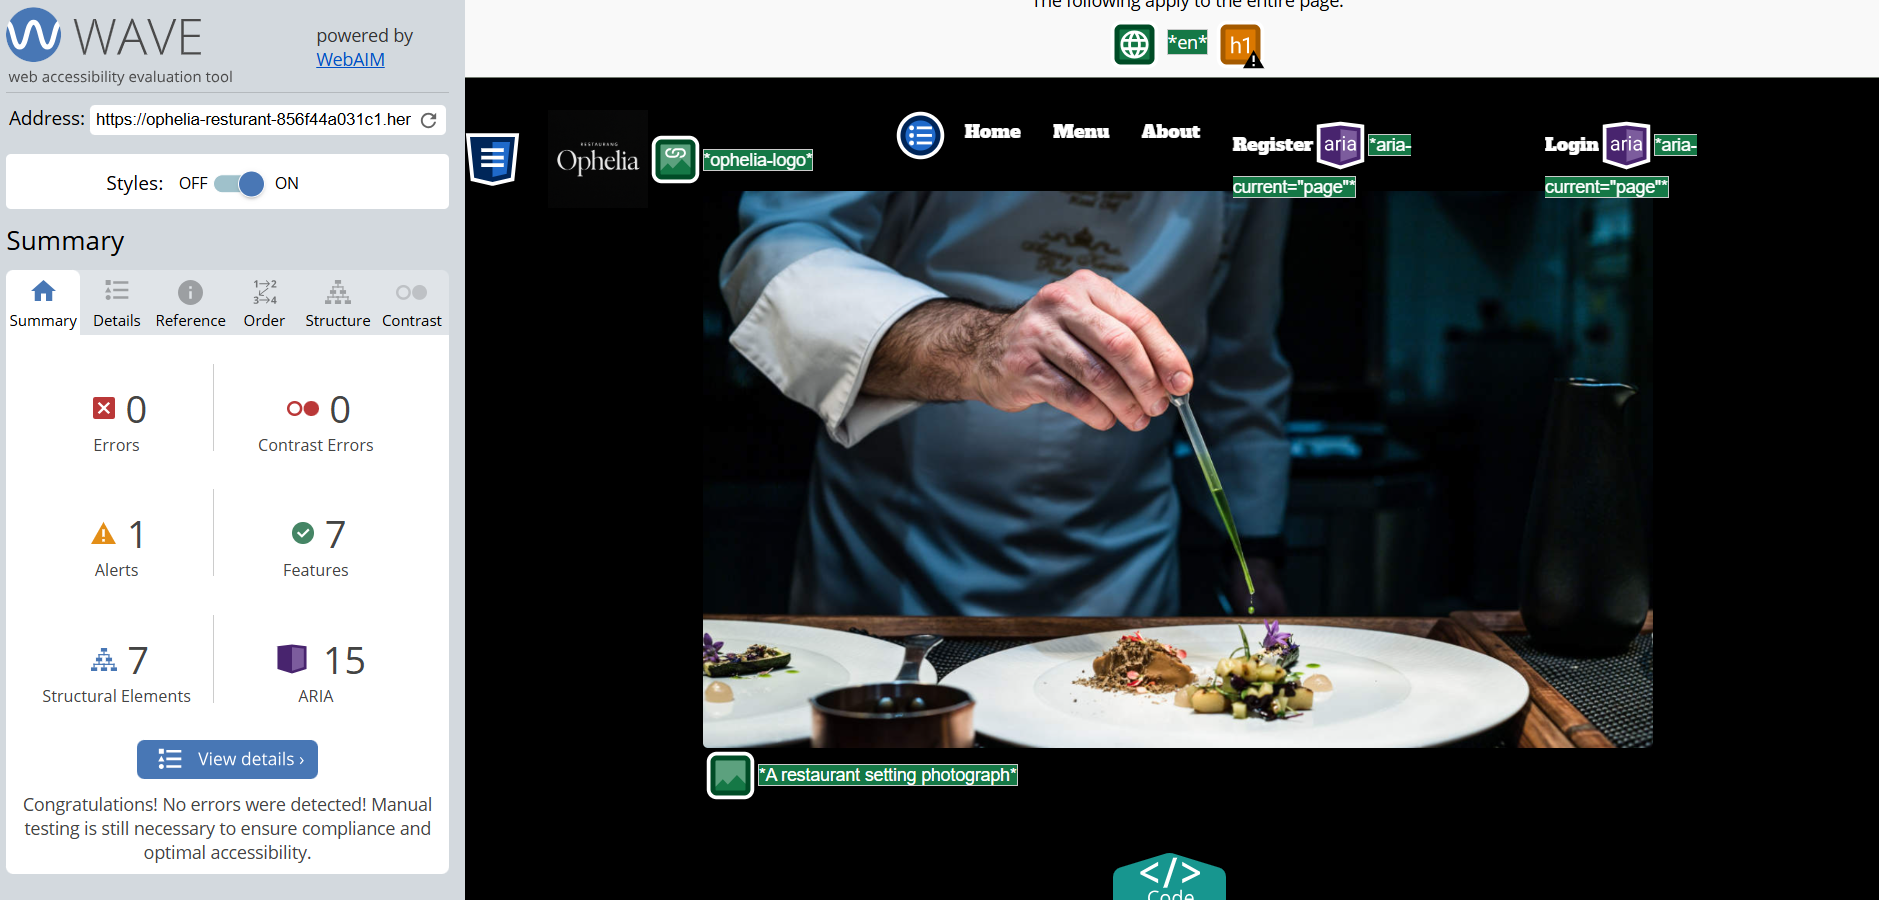 WAVE
powered by
WebAIM
web accessibility evaluation tool
Address: https://ophelia-resturant-856f44a031c1.her
Styles: OFF ON
Summary
Summary Details Reference Order Structure Contrast
0
Errors
0
Contrast Errors
1
Alerts
7
Features
7
Structural Elements
15
ARIA
View details ›
Congratulations! No errors were detected! Manual
testing is still necessary to ensure compliance and
optimal accessibility.
The following apply to the entire page:
*en* h1
RESTAURANG
Ophelia
*ophelia-logo*
Home Menu About
Register aria *aria-
current="page"*
Login aria *aria-
current="page"*
*A restaurant setting photograph*
</>
Code